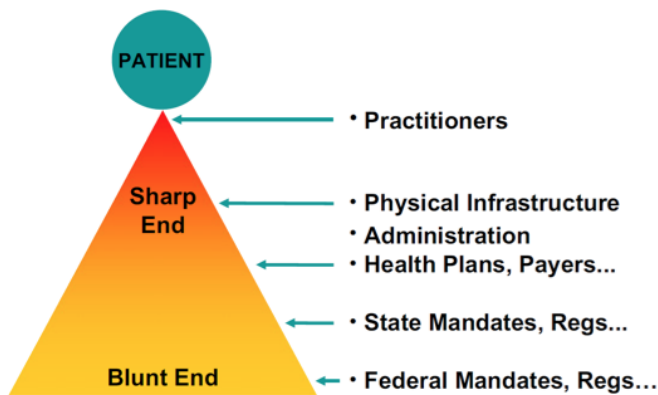 PATIENT
• Practitioners
Sharp
End
• Physical Infrastructure
• Administration
• Health Plans, Payers...
• State Mandates, Regs...
Blunt End
• Federal Mandates, Regs…